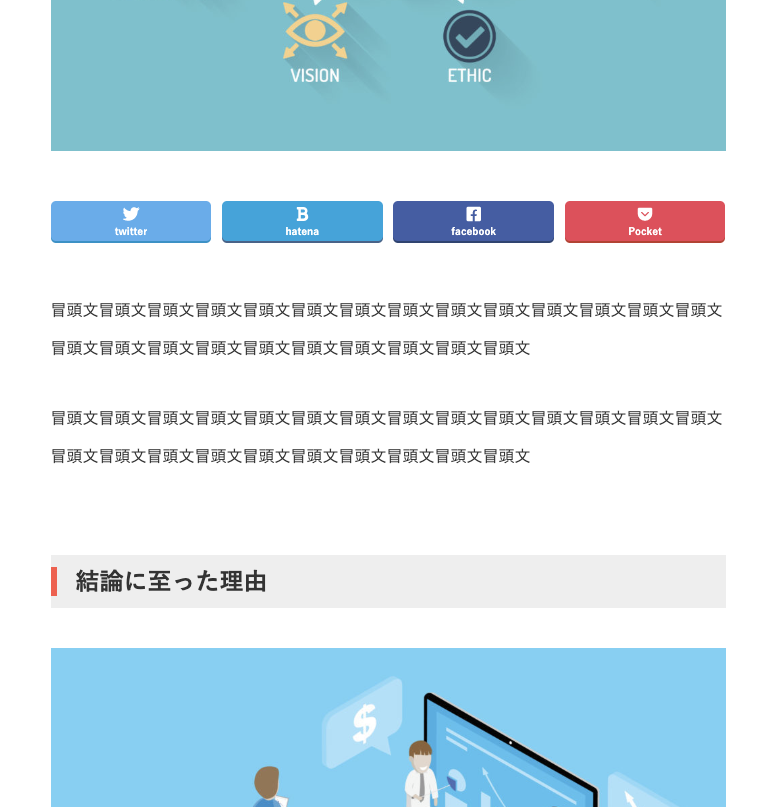 VISION ETHIC
B
twitter hatena facebook Pocket
冒頭文冒頭文冒頭文冒頭文冒頭文冒頭文冒頭文冒頭文冒頭文冒頭文冒頭文冒頭文冒頭文冒頭文
冒頭文冒頭文冒頭文冒頭文冒頭文冒頭文冒頭文冒頭文冒頭文冒頭文
冒頭文冒頭文冒頭文冒頭文冒頭文冒頭文冒頭文冒頭文冒頭文冒頭文冒頭文冒頭文冒頭文冒頭文
冒頭文冒頭文冒頭文冒頭文冒頭文冒頭文冒頭文冒頭文冒頭文冒頭文
結論に至った理由
$